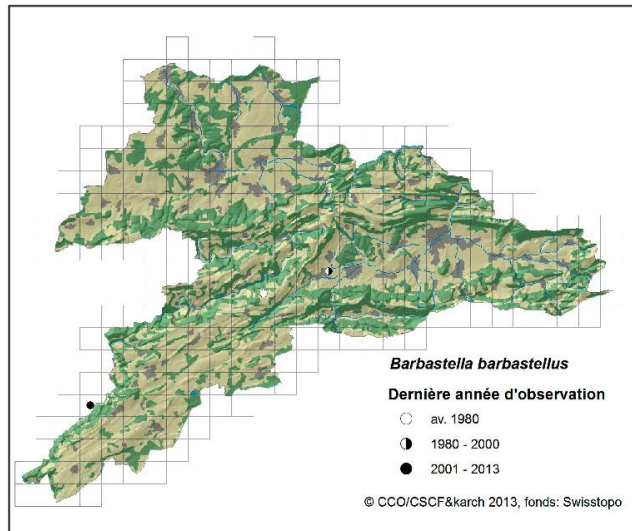 Barbastella barbastellus
Dernière année d'observation
av. 1980
1980 - 2000
2001 - 2013
© CCO/CSCF&karch 2013, fonds: Swisstopo